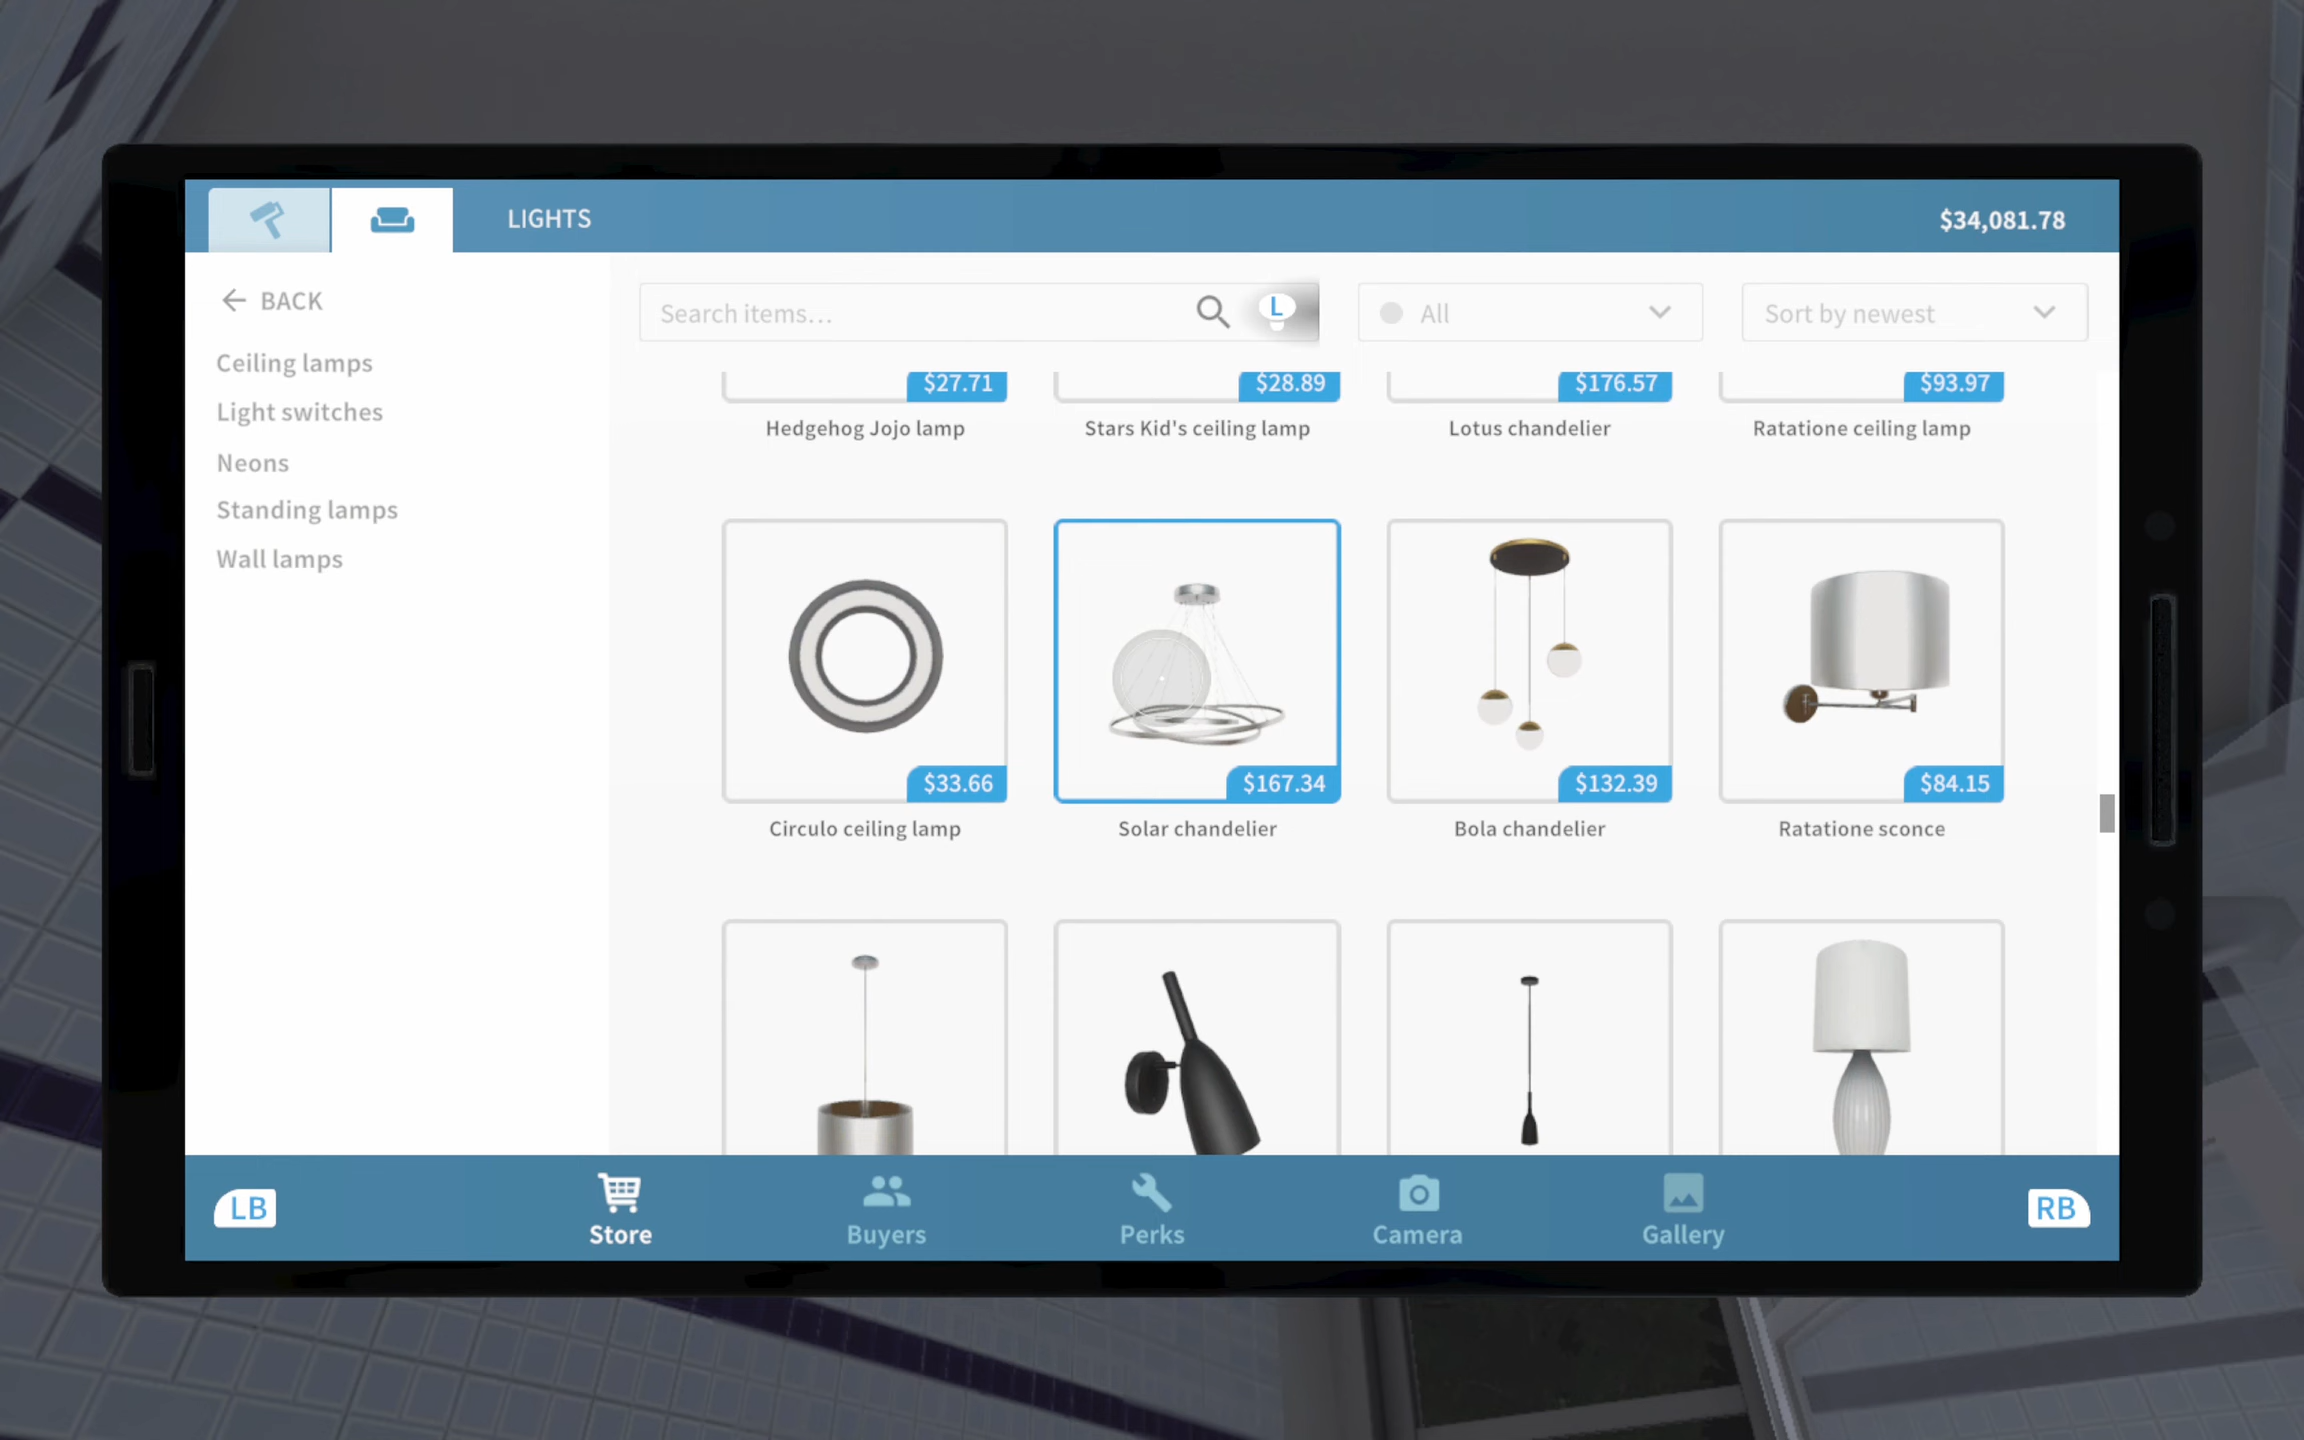 LIGHTS
$34,081.78
BACK
Search items...
L
All
Sort by newest
Ceiling lamps
Light switches
Neons
Standing lamps
Wall lamps
$27.71
$28.89
$176.57
$93.97
Hedgehog Jojo lamp
Stars Kid's ceiling lamp
Lotus chandelier
Ratatione ceiling lamp
$33.66
$167.34
$132.39
$84.15
Circulo ceiling lamp
Solar chandelier
Bola chandelier
Ratatione sconce
LB
Store
Buyers
Perks
Camera
Gallery
RB